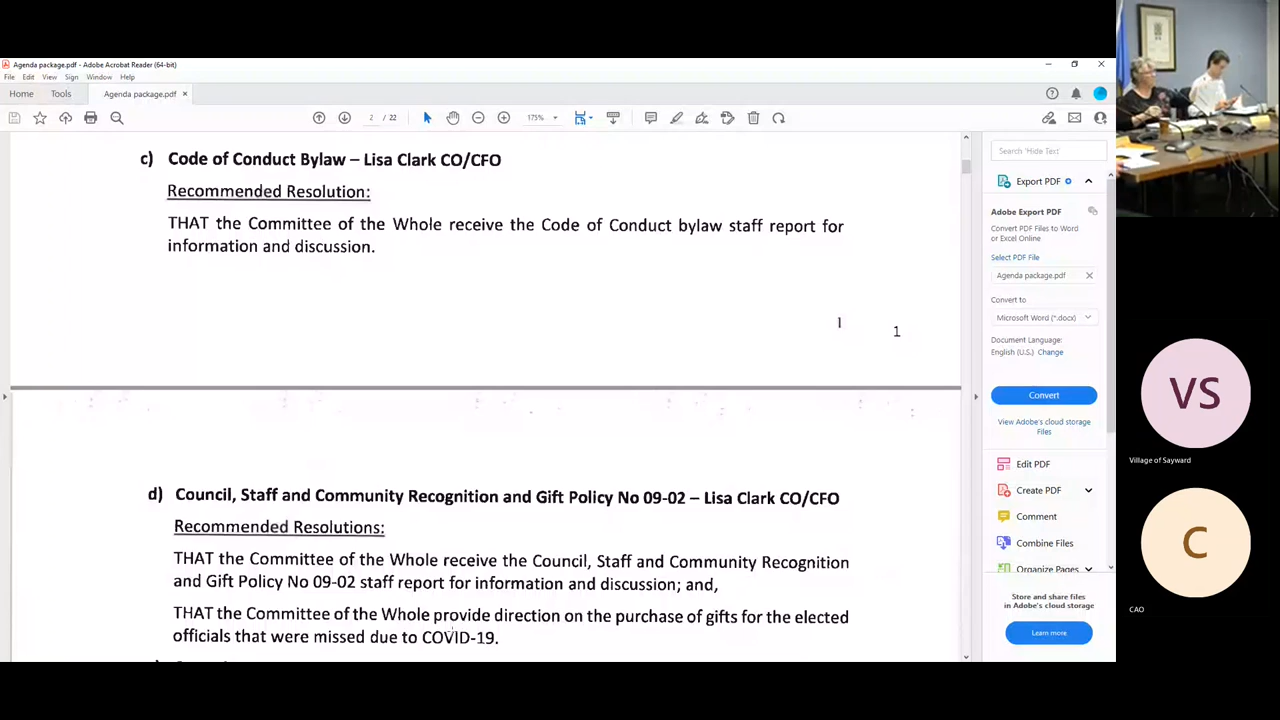 Agenda package.pdf - Adobe Acrobat Reader (64-bit)
File Edit View Sign Window Help
Home Tools Agenda package.pdf ×
2 / 22 175%
c) Code of Conduct Bylaw – Lisa Clark CO/CFO
Recommended Resolution:
THAT the Committee of the Whole receive the Code of Conduct bylaw staff report for
information and discussion.
1
1
d) Council, Staff and Community Recognition and Gift Policy No 09-02 – Lisa Clark CO/CFO
Recommended Resolutions:
THAT the Committee of the Whole receive the Council, Staff and Community Recognition
and Gift Policy No 09-02 staff report for information and discussion; and,
THAT the Committee of the Whole provide direction on the purchase of gifts for the elected
officials that were missed due to COVID-19.
Search 'Hide Text'
Export PDF
Adobe Export PDF
Convert PDF Files to Word
or Excel Online
Select PDF File
Agenda package.pdf
Convert to
Microsoft Word (*.docx)
Document Language:
English (U.S.) Change
Convert
View Adobe's cloud storage
Files
Edit PDF
Create PDF
Comment
Combine Files
Organize Pages
Store and share files
in Adobe's cloud storage
Learn more
VS
Village of Sayward
C
CAO